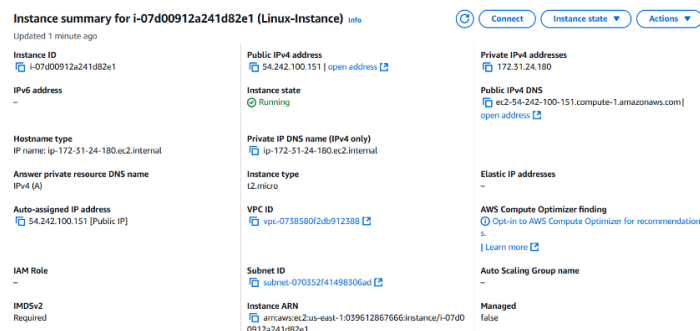 Instance summary for i-07d00912a241d82e1 (Linux-Instance) Info
Connect
Instance state
Actions
Updated 1 minute ago
Instance ID
i-07d00912a241d82e1
Public IPv4 address
54.242.100.151 | open address
Private IPv4 addresses
172.31.24.180
IPv6 address
–
Instance state
Running
Public IPv4 DNS
ec2-54-242-100-151.compute-1.amazonaws.com |
open address
Hostname type
IP name: ip-172-31-24-180.ec2.internal
Private IP DNS name (IPv4 only)
ip-172-31-24-180.ec2.internal
Answer private resource DNS name
IPv4 (A)
Instance type
t2.micro
Elastic IP addresses
–
Auto-assigned IP address
54.242.100.151 [Public IP]
VPC ID
vpc-0738580f2db912388
AWS Compute Optimizer finding
Opt-in to AWS Compute Optimizer for recommendation
s.
| Learn more
IAM Role
–
Subnet ID
subnet-070352f41498306ad
Auto Scaling Group name
–
IMDSv2
Required
Instance ARN
arn:aws:ec2:us-east-1:039612867666:instance/i-07d0
0912a241d82e1
Managed
false